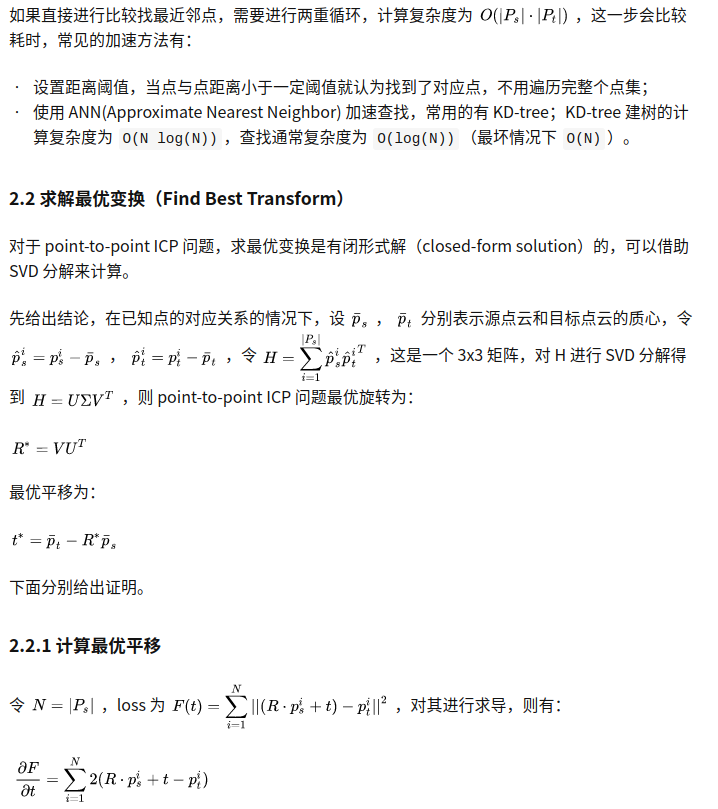 如果直接进行比较找最近邻点，需要进行两重循环，计算复杂度为 $O(|P_s| \cdot |P_t|)$ ，这一步会比较
耗时，常见的加速方法有：
· 设置距离阈值，当点与点距离小于一定阈值就认为找到了对应点，不用遍历完整个点集；
· 使用 ANN(Approximate Nearest Neighbor) 加速查找，常用的有 KD-tree；KD-tree 建树的计
算复杂度为 O(N log(N))，查找通常复杂度为 O(log(N)) （最坏情况下 O(N) ）。
2.2 求解最优变换（Find Best Transform）
对于 point-to-point ICP 问题，求最优变换是有闭形式解（closed-form solution）的，可以借助
SVD 分解来计算。
先给出结论，在已知点的对应关系的情况下，设 $\bar{p}_s$ ， $\bar{p}_t$ 分别表示源点云和目标点云的质心，令
$\hat{p}_s^i = p_s^i - \bar{p}_s$ ， $\hat{p}_t^i = p_t^i - \bar{p}_t$ ，令 $H = \sum_{i=1}^{|P_s|} \hat{p}_s^i \hat{p}_t^{i^T}$ ，这是一个 3x3 矩阵，对 H 进行 SVD 分解得
到 $H = U\Sigma V^T$ ，则 point-to-point ICP 问题最优旋转为：
$R^* = VU^T$
最优平移为：
$t^* = \bar{p}_t - R^* \bar{p}_s$
下面分别给出证明。
2.2.1 计算最优平移
令 $N = |P_s|$ ，loss 为 $F(t) = \sum_{i=1}^{N} ||(R \cdot p_s^i + t) - p_t^i||^2$ ，对其进行求导，则有：
$\frac{\partial F}{\partial t} = \sum_{i=1}^{N} 2(R \cdot p_s^i + t - p_t^i)$